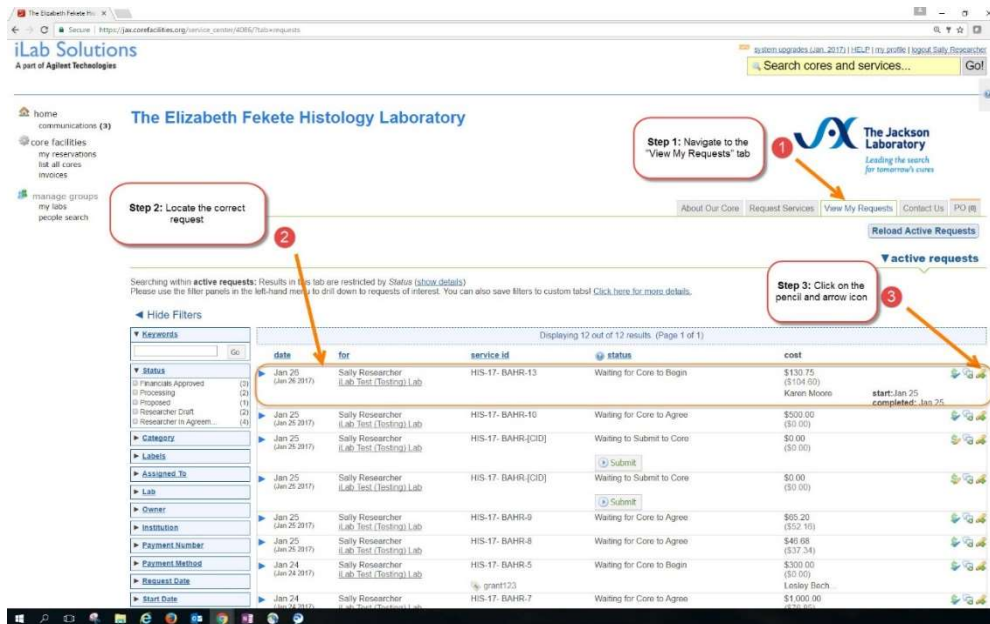 The Elizabeth Fekete His
Secure | https://jax.corefacilities.org/service_center/4086/?tab=requests
iLab Solutions
A part of Agilent Technologies
system upgrades (Jan. 2017) | HELP | my profile | logout Sally Researcher
Search cores and services...
Go!
home
communications (3)
core facilities
my reservations
list all cores
invoices
manage groups
my labs
people search
The Elizabeth Fekete Histology Laboratory
Step 1: Navigate to the
"View My Requests" tab
1
The Jackson
Laboratory
Leading the search
for tomorrow's cures
Step 2: Locate the correct
request
2
About Our Core Request Services View My Requests Contact Us PO (0)
Reload Active Requests
▼active requests
Searching within active requests: Results in this tab are restricted by Status (show details)
Please use the filter panels in the left-hand menu to drill down to requests of interest. You can also save filters to custom tabs! Click here for more details.
Step 3: Click on the
pencil and arrow icon
3
◄ Hide Filters
▼ Keywords
Go
▼ Status
Financials Approved (3)
Processing (2)
Proposed (1)
Researcher Draft (2)
Researcher In Agreem... (4)
► Category
► Labels
► Assigned To
► Lab
► Owner
► Institution
► Payment Number
► Payment Method
► Request Date
► Start Date
Displaying 12 out of 12 results. (Page 1 of 1)
date for service id status cost
Jan 26 Sally Researcher HIS-17-BAHR-13 Waiting for Core to Begin $130.75
(Jan 26 2017) iLab Test (Testing) Lab ($104.60)
Karen Moore start:Jan 25
completed: Jan 25
Jan 25 Sally Researcher HIS-17- BAHR-10 Waiting for Core to Agree $500.00
(Jan 25 2017) iLab Test (Testing) Lab ($0.00)
Jan 25 Sally Researcher HIS-17- BAHR-[CID] Waiting to Submit to Core $0.00
(Jan 25 2017) iLab Test (Testing) Lab ($0.00)
Submit
Jan 25 Sally Researcher HIS-17- BAHR-[CID] Waiting to Submit to Core $0.00
(Jan 25 2017) iLab Test (Testing) Lab ($0.00)
Submit
Jan 25 Sally Researcher HIS-17- BAHR-9 Waiting for Core to Agree $65.20
(Jan 25 2017) iLab Test (Testing) Lab ($52.16)
Jan 25 Sally Researcher HIS-17- BAHR-8 Waiting for Core to Agree $46.68
(Jan 25 2017) iLab Test (Testing) Lab ($37.34)
Jan 24 Sally Researcher HIS-17- BAHR-5 Waiting for Core to Begin $300.00
(Jan 24 2017) iLab Test (Testing) Lab ($0.00)
grant123 Lesley Bech...
Jan 24 Sally Researcher HIS-17- BAHR-7 Waiting for Core to Agree $1,000.00
(Jan 24 2017) iLab Test (Testing) Lab